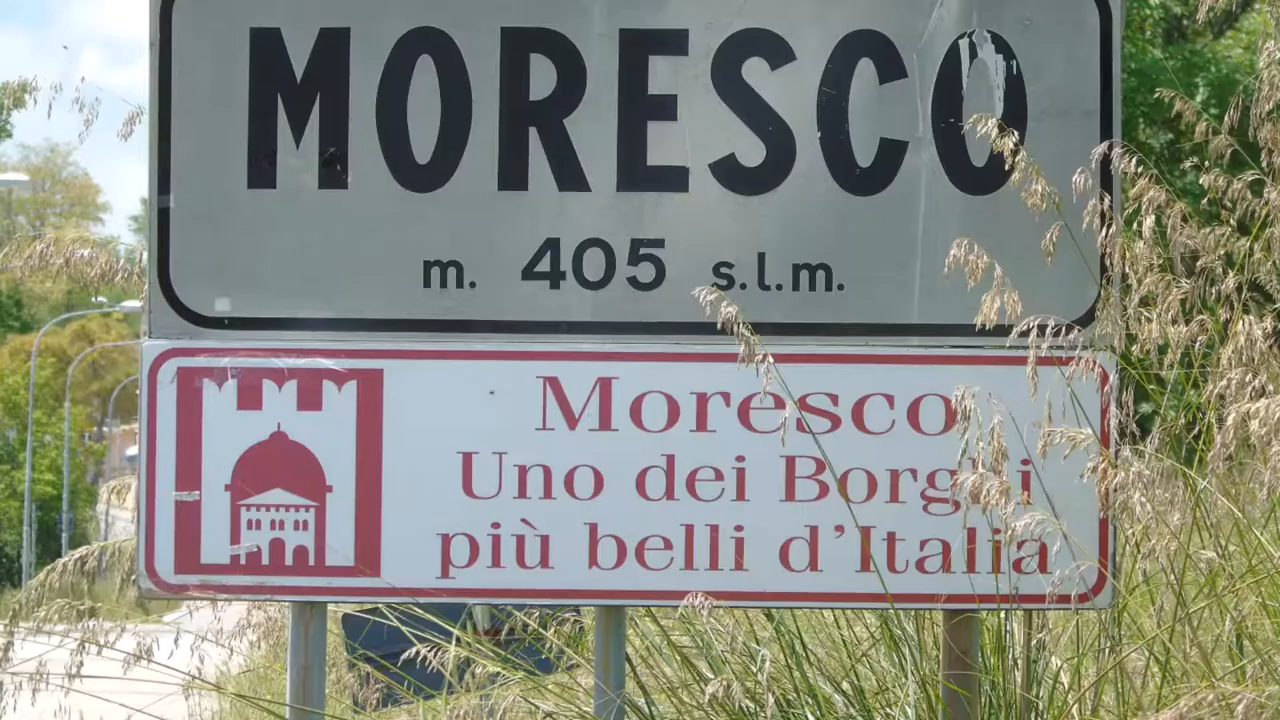 MORESCO
m. 405 s.l.m.
Moresco
Uno dei Borghi
più belli d'Italia